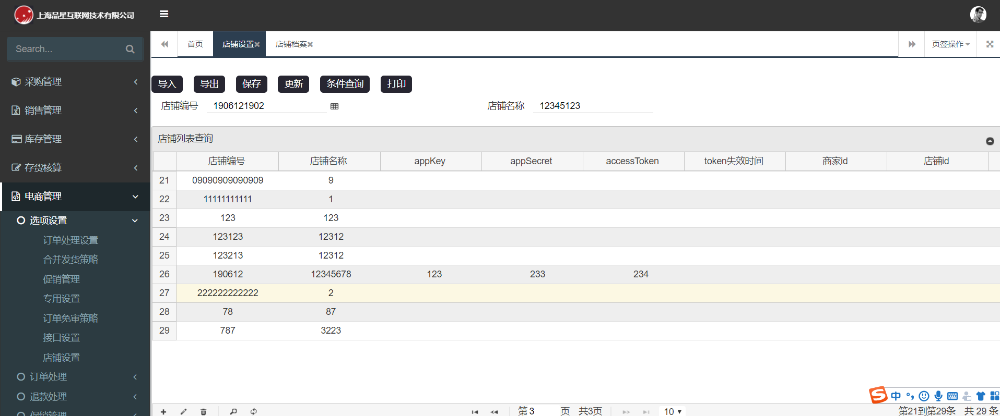 上海品星互联网技术有限公司
Search...
采购管理
销售管理
库存管理
存货核算
电商管理
选项设置
订单处理设置
合并发货策略
促销管理
专用设置
订单免审策略
接口设置
店铺设置
订单处理
退款处理
促销管理
首页 店铺设置 店铺档案 页签操作
导入 导出 保存 更新 条件查询 打印
店铺编号 1906121902 店铺名称 12345123
店铺列表查询
店铺编号 店铺名称 appKey appSecret accessToken token失效时间 商家id 店铺id
21 09090909090909 9
22 11111111111 1
23 123 123
24 123123 12312
25 123213 12312
26 190612 12345678 123 233 234
27 222222222222 2
28 78 87
29 787 3223
S 中
第 3 页 共3页 10 第21到第29条 共 29 条